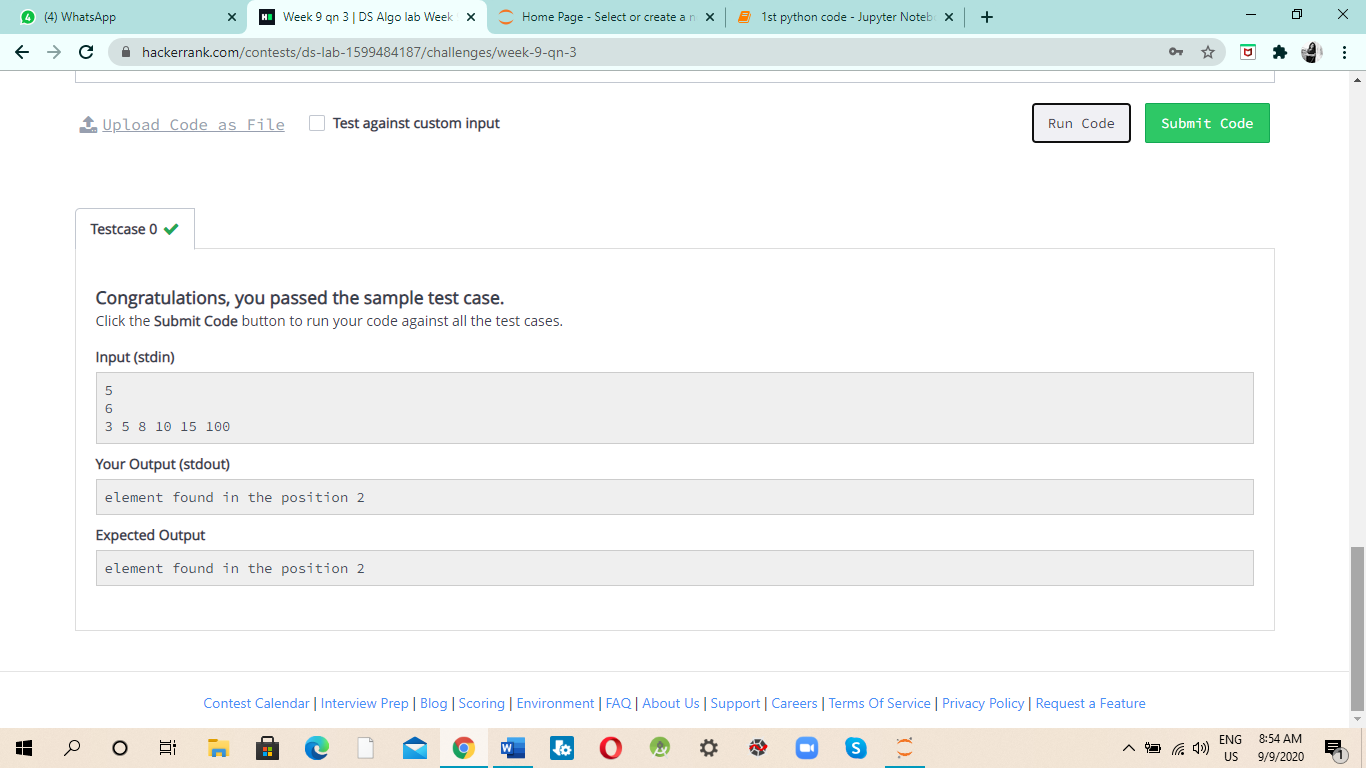 (4) WhatsApp
Week 9 qn 3 | DS Algo lab Week
Home Page - Select or create a n
1st python code - Jupyter Noteb
hackerrank.com/contests/ds-lab-1599484187/challenges/week-9-qn-3
Upload Code as File
Test against custom input
Run Code
Submit Code
Testcase 0
Congratulations, you passed the sample test case.
Click the Submit Code button to run your code against all the test cases.
Input (stdin)
5
6
3 5 8 10 15 100
Your Output (stdout)
element found in the position 2
Expected Output
element found in the position 2
Contest Calendar | Interview Prep | Blog | Scoring | Environment | FAQ | About Us | Support | Careers | Terms Of Service | Privacy Policy | Request a Feature
ENG
US
8:54 AM
9/9/2020
1